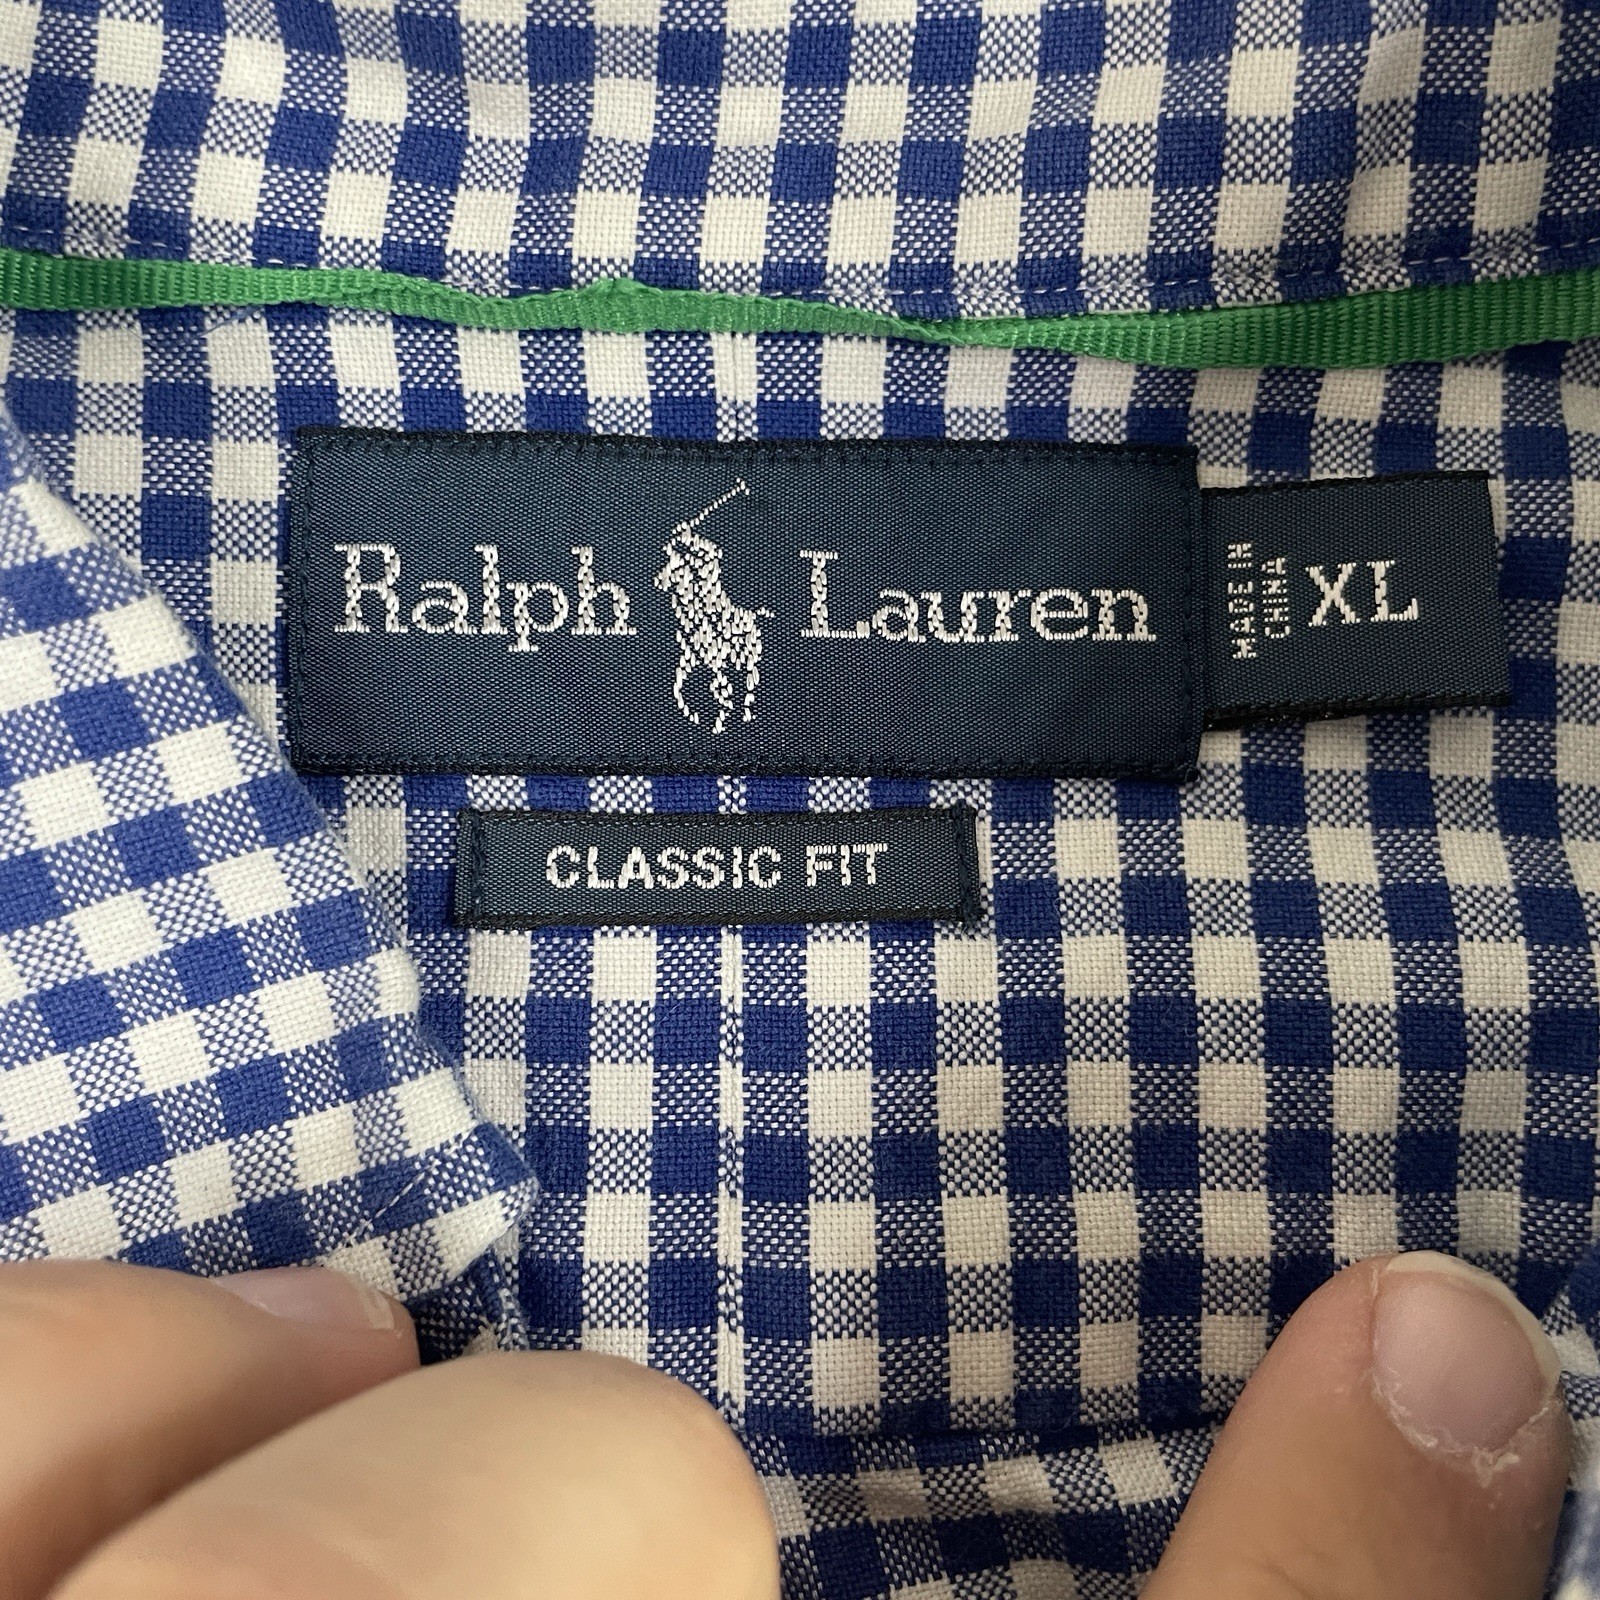 Ralph Lauren
MADE IN
CHINA
XL
CLASSIC FIT